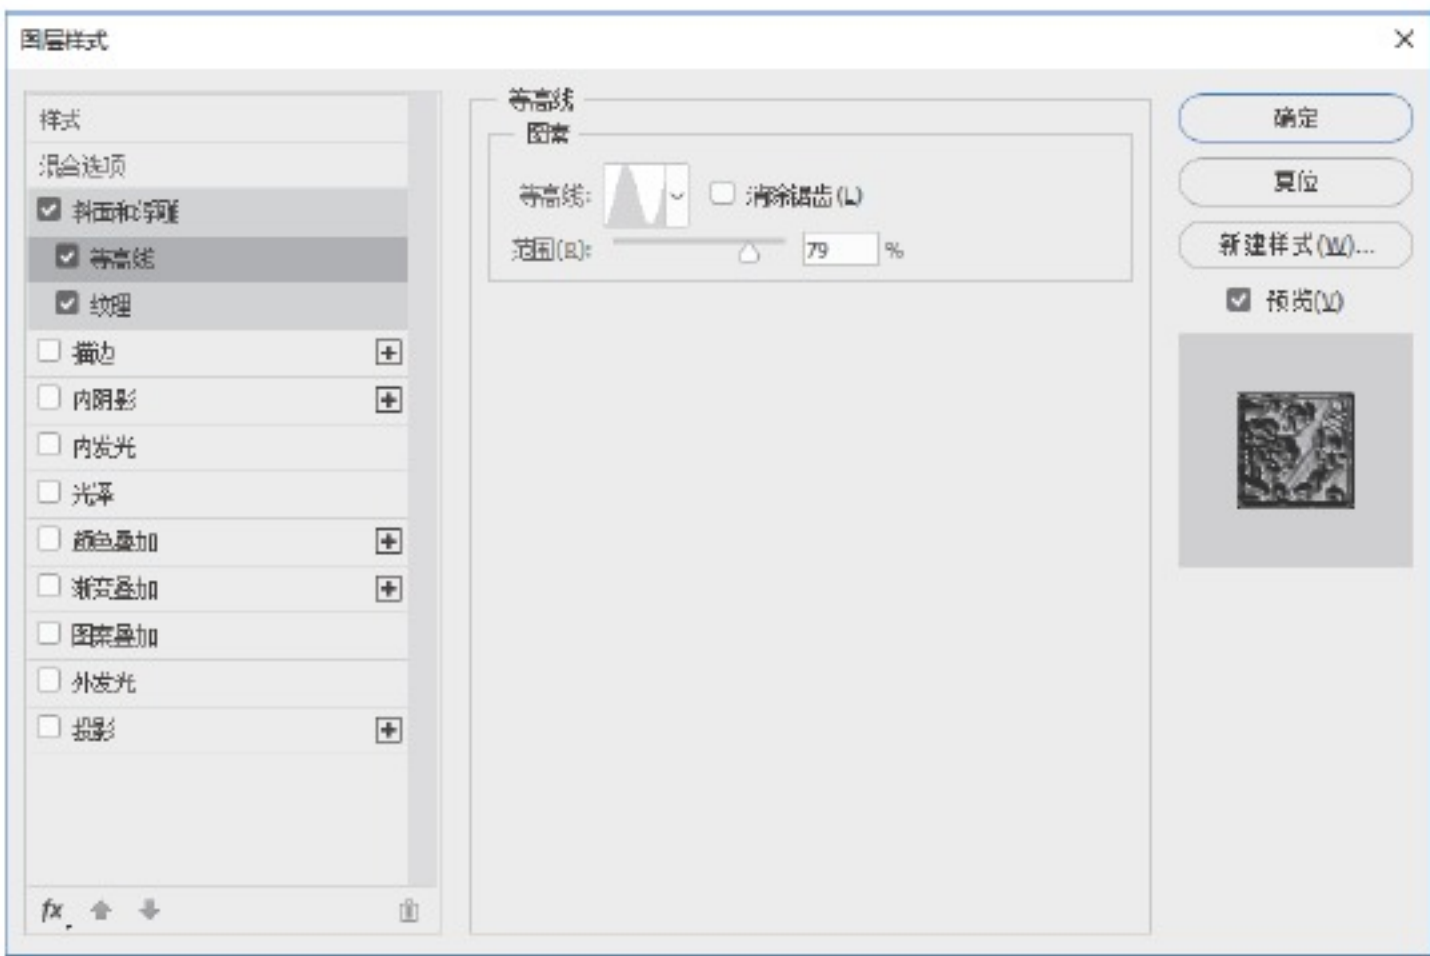 图层样式
样式
混合选项
斜面和浮雕
等高线
纹理
描边
内阴影
内发光
光泽
颜色叠加
渐变叠加
图案叠加
外发光
投影
fx
等高线
图素
等高线: 消除锯齿(L)
范围(R): 79 %
确定
复位
新建样式(W)...
预览(V)